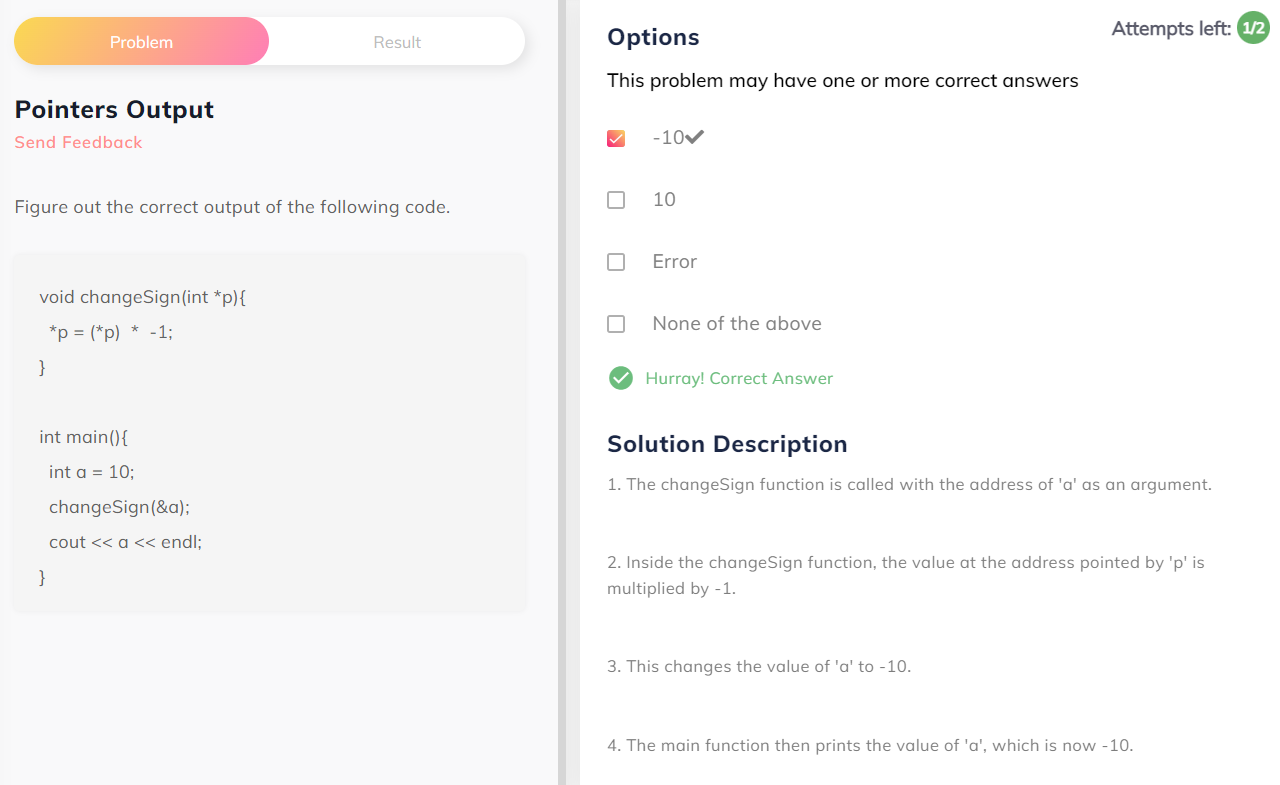 Problem
Result
Pointers Output
Send Feedback
Figure out the correct output of the following code.
void changeSign(int *p){
*p = (*p) * -1;
}
int main(){
int a = 10;
changeSign(&a);
cout << a << endl;
}
Options
Attempts left: 1/2
This problem may have one or more correct answers
-10
10
Error
None of the above
Hurray! Correct Answer
Solution Description
1. The changeSign function is called with the address of 'a' as an argument.
2. Inside the changeSign function, the value at the address pointed by 'p' is
multiplied by -1.
3. This changes the value of 'a' to -10.
4. The main function then prints the value of 'a', which is now -10.